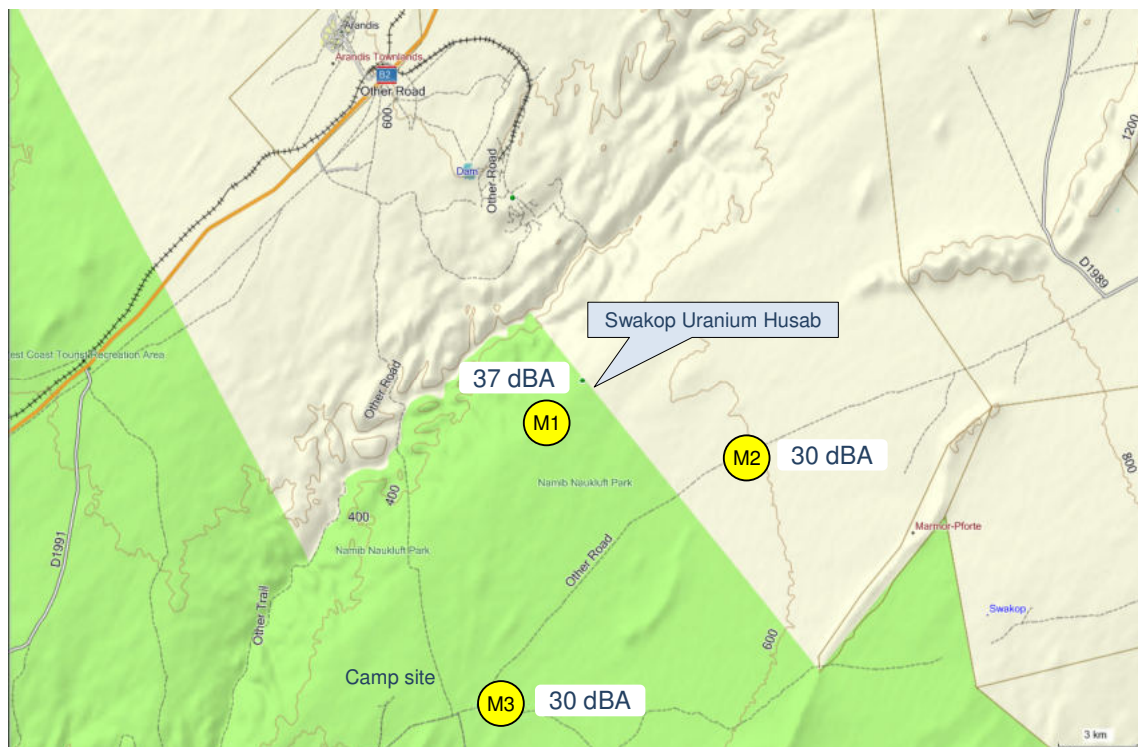 Arandis
Arandis Townlands
B2
Other Road
600
1200
Dam
Other Road
D1989
Swakop Uranium Husab
est Coast Tourist Recreation Area
37 dBA
Other Road
M1
M2
30 dBA
800
Namib Naukluft Park
400
400
Marmor-Pforte
Namib Naukluft Park
D1991
Other Road
Other Trail
Swakop
600
Camp site
M3
30 dBA
3 km